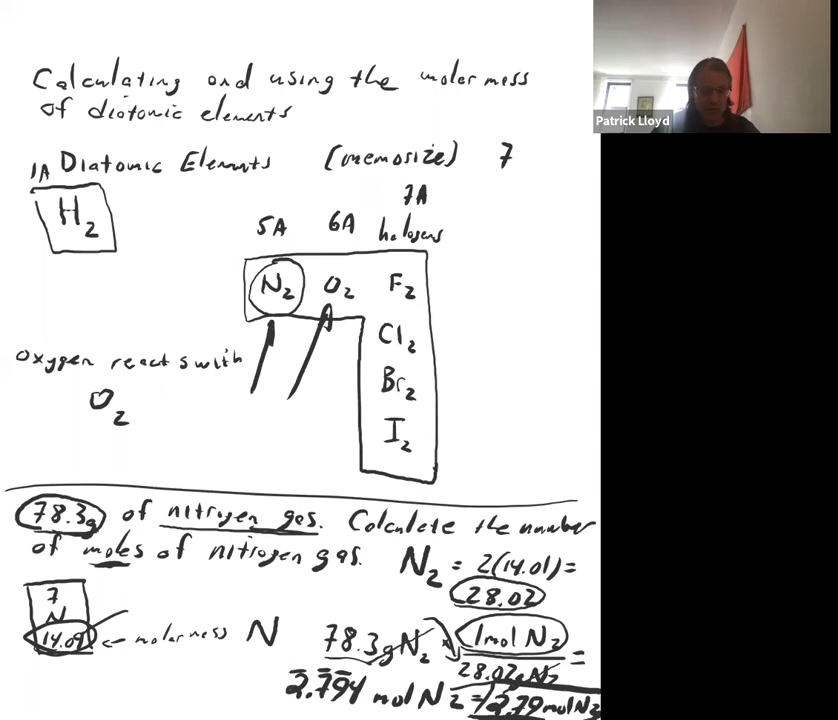 Calculating and using the molar mass
of diatomic elements
Patrick Lloyd
1A Diatomic Elements (memorize) 7
H2
5A 6A 7A
halogens
N2 O2 F2
Cl2
Br2
I2
Oxygen reacts with
O2
78.3g of nitrogen gas. Calculate the number
of moles of nitrogen gas. N2 = 2(14.01) =
28.02
7
N
14.01 ← molar mass N
78.3g N2 x 1mol N2 =
28.02g N2
2.794 mol N2 = 2.79 mol N2